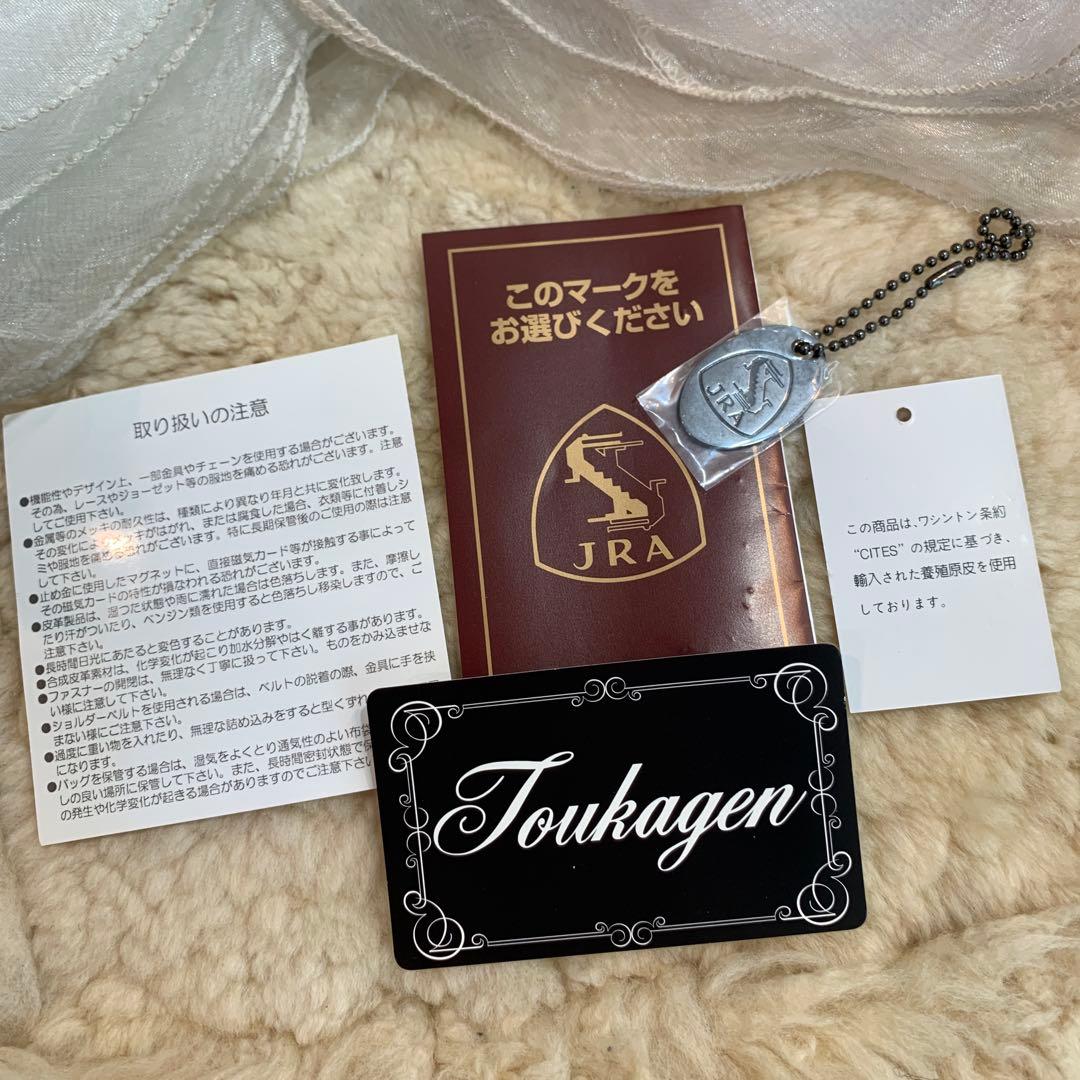 取り扱いの注意
●機能性やデザイン上、一部金具やチェーンを使用する場合がございます。
その為、レースやジョーゼット等の服地を痛める恐れがございます。注意
してご使用下さい。
●金属等のメッキの耐久性は、種類により異なり年月と共に変化致します。
その変化によりメッキがはがれ、または腐食した場合、衣類等に付着しシ
ミや服地を痛める恐れがございます。特に長期保管後のご使用の際は注意
して下さい。
●止め金に使用したマグネットに、直接磁気カード等が接触する事によって
その磁気カードの特性が損なわれる恐れがございます。
●皮革製品は、湿つた状態や雨に濡れた場合は色落ちします。また、摩擦し
たり汗がついたり、ベンジン類を使用すると色落ちし移染しますので、ご
注意下さい。
●長時間日光にあたると変色することがあります。
●合成皮革素材は、化学変化が起こり加水分解やはく離する事があります。
●ファスナーの開閉は、無理なく丁寧に扱って下さい。ものをかみ込ませな
い様に注意して下さい。
●ショルダーベルトを使用される場合は、ベルトの脱着の際、金具に手を挟
まない様にご注意下さい。
●過度に重い物を入れたり、無理な詰め込みをすると型くずれ
になります。
●バッグを保管する場合は、湿気をよくとり通気性のよい布袋
しの良い場所に保管して下さい。また、長時間密封状態で保
の発生や化学変化が起きる場合がありますのでご注意下さい
このマークを
お選びください
JRA
JRA
この商品は、ワシントン条約
“CITES”の規定に基づき、
輸入された養殖原皮を使用
しております。
Toukagen